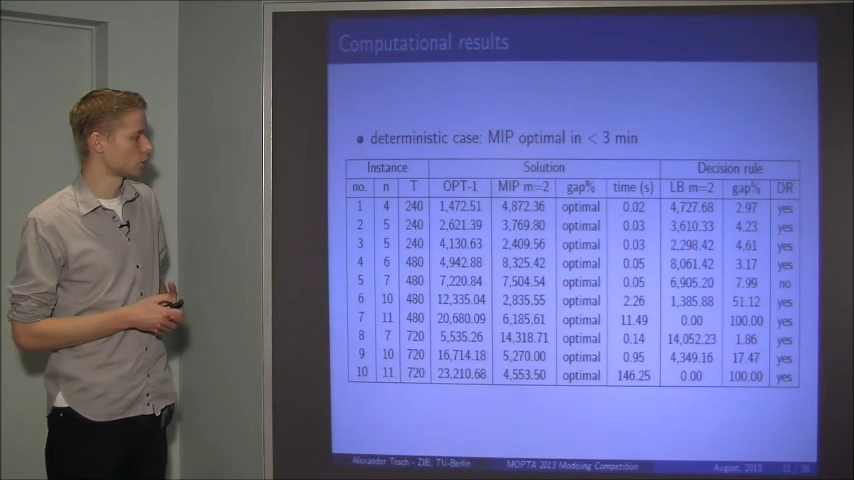 Computational results
deterministic case: MIP optimal in < 3 min
Instance Solution Decision rule
no. n T OPT-1 MIP m=2 gap% time (s) LB m=2 gap% DR
1 4 240 1,472.51 4,872.36 optimal 0.02 4,727.68 2.97 yes
2 5 240 2,621.39 3,769.80 optimal 0.03 3,610.33 4.23 yes
3 5 240 4,130.63 2,409.56 optimal 0.03 2,298.42 4.61 yes
4 6 480 4,942.88 8,325.42 optimal 0.05 8,061.42 3.17 yes
5 7 480 7,220.84 7,504.54 optimal 0.05 6,905.20 7.99 no
6 10 480 12,335.04 2,835.55 optimal 2.26 1,385.88 51.12 yes
7 11 480 20,680.09 6,185.61 optimal 11.49 0.00 100.00 yes
8 7 720 5,535.26 14,318.71 optimal 0.14 14,052.23 1.86 yes
9 10 720 16,714.18 5,270.00 optimal 0.95 4,349.16 17.47 yes
10 11 720 23,210.68 4,553.50 optimal 146.25 0.00 100.00 yes
Alexander Tesch - ZIB, TU-Berlin MOPTA 2013 Modeling Competition August, 2013 31 / 36